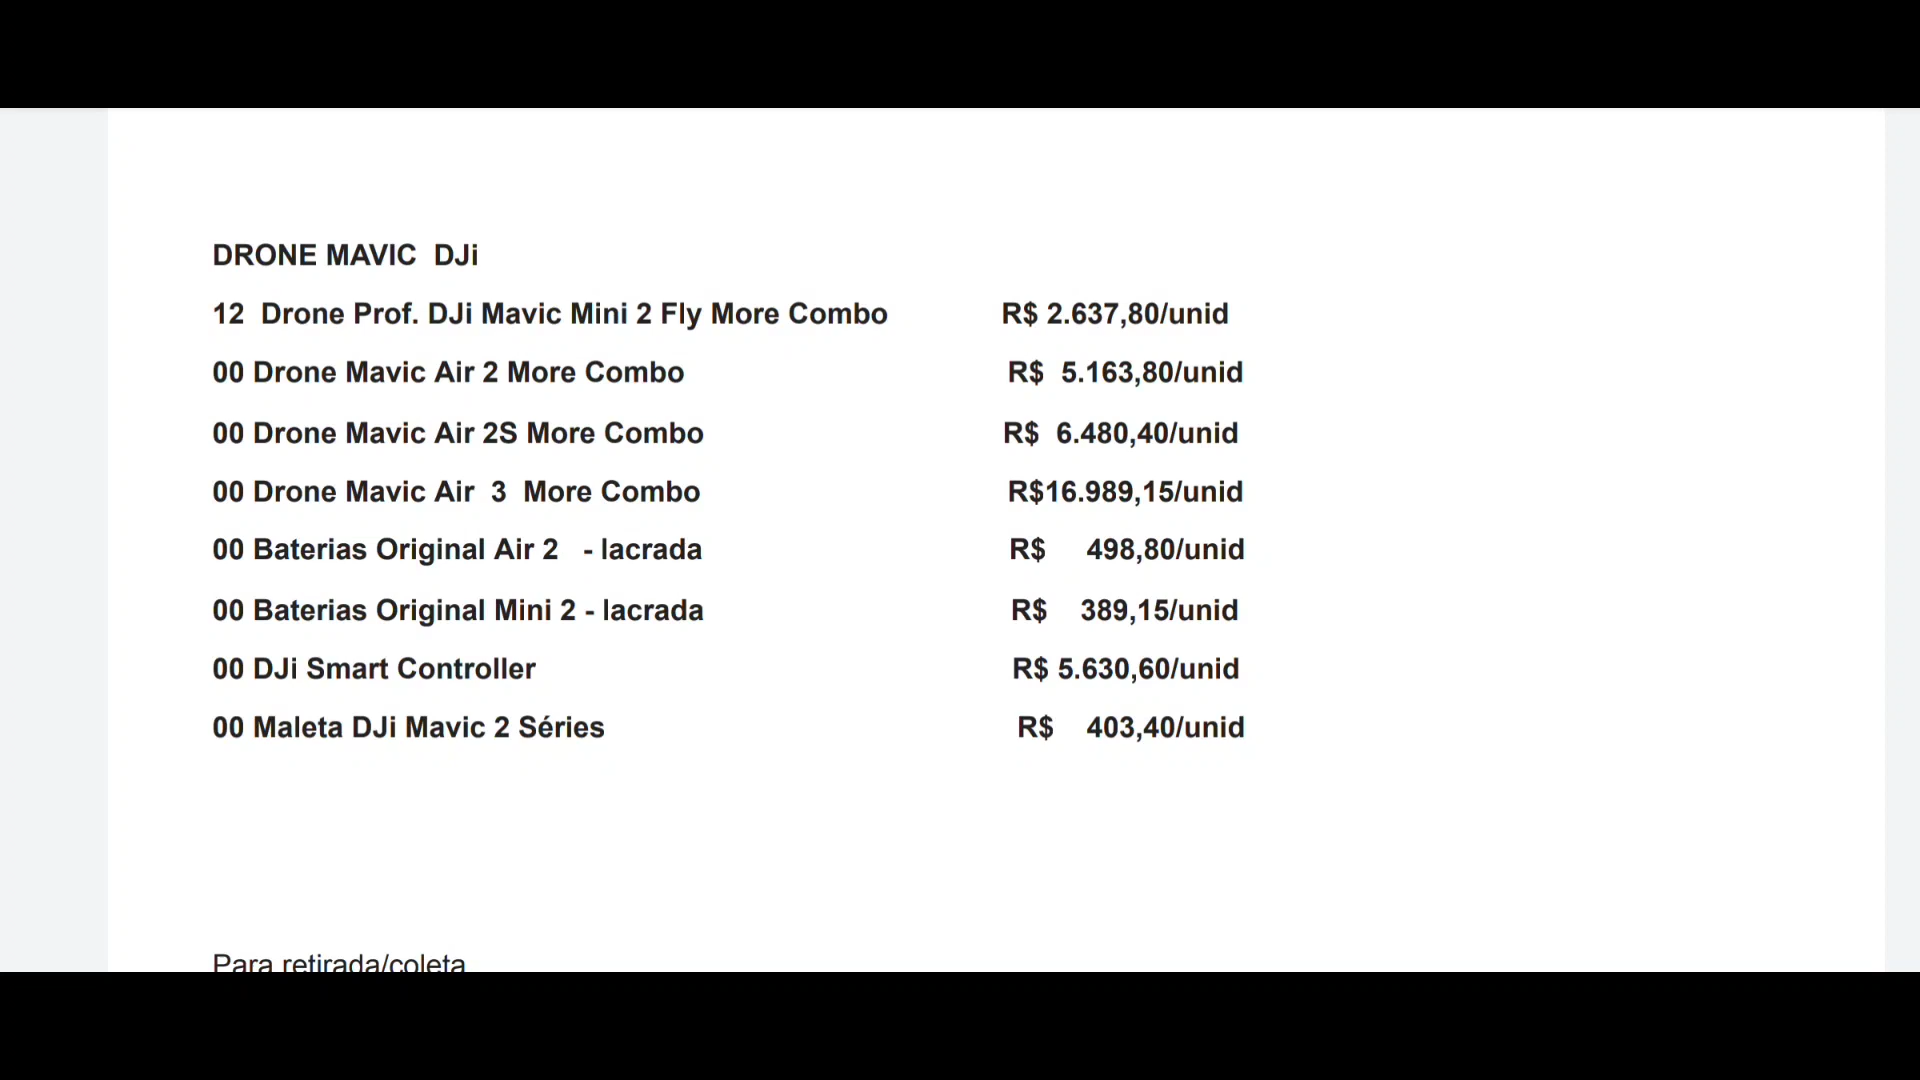 DRONE MAVIC  DJi
12  Drone Prof. DJi Mavic Mini 2 Fly More Combo R$ 2.637,80/unid
00 Drone Mavic Air 2 More Combo R$  5.163,80/unid
00 Drone Mavic Air 2S More Combo R$  6.480,40/unid
00 Drone Mavic Air  3  More Combo R$16.989,15/unid
00 Baterias Original Air 2   - lacrada R$     498,80/unid
00 Baterias Original Mini 2 - lacrada R$    389,15/unid
00 DJi Smart Controller R$ 5.630,60/unid
00 Maleta DJi Mavic 2 Séries R$    403,40/unid
Para retirada/coleta